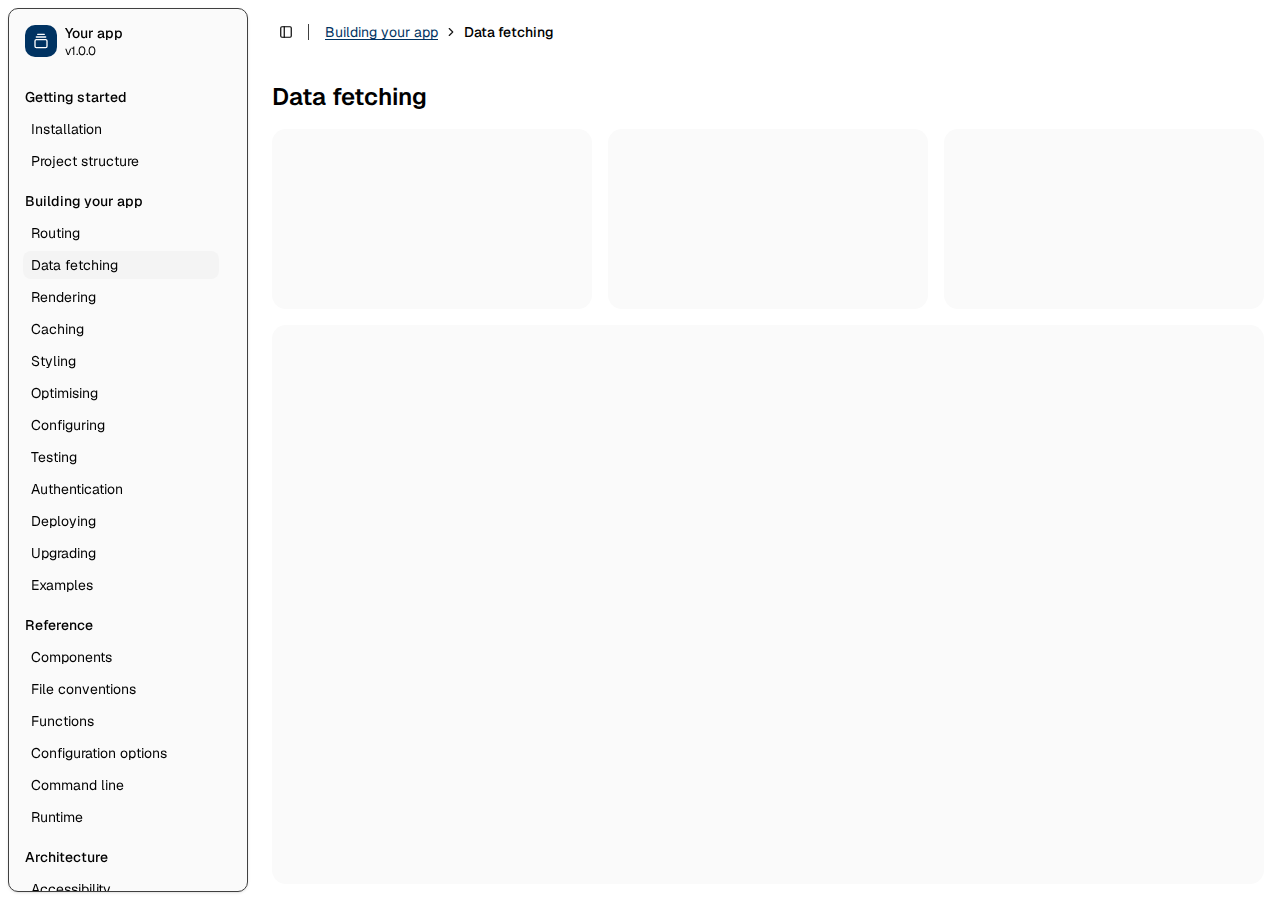 Your app
v1.0.0
Getting started
Installation
Project structure
Building your app
Routing
Data fetching
Rendering
Caching
Styling
Optimising
Configuring
Testing
Authentication
Deploying
Upgrading
Examples
Reference
Components
File conventions
Functions
Configuration options
Command line
Runtime
Architecture
Accessibility
Building your app > Data fetching
Data fetching